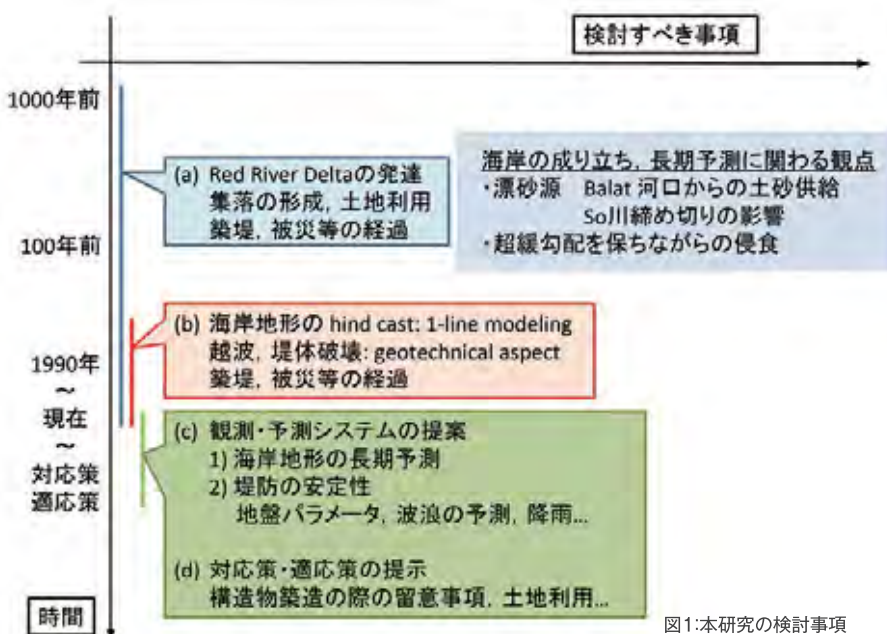 検討すべき事項
1000年前
(a) Red River Deltaの発達
集落の形成, 土地利用
築堤, 被災等の経過
海岸の成り立ち, 長期予測に関わる観点
・漂砂源 Balat 河口からの土砂供給
So川締め切りの影響
・超緩勾配を保ちながらの侵食
100年前
(b) 海岸地形の hind cast: 1-line modeling
越波, 堤体破壊: geotechnical aspect
築堤, 被災等の経過
1990年
~
現在
~
対応策
適応策
(c) 観測・予測システムの提案
1) 海岸地形の長期予測
2) 堤防の安定性
地盤パラメータ, 波浪の予測, 降雨...
(d) 対応策・適応策の提示
構造物築造の際の留意事項, 土地利用...
時間
図1:本研究の検討事項